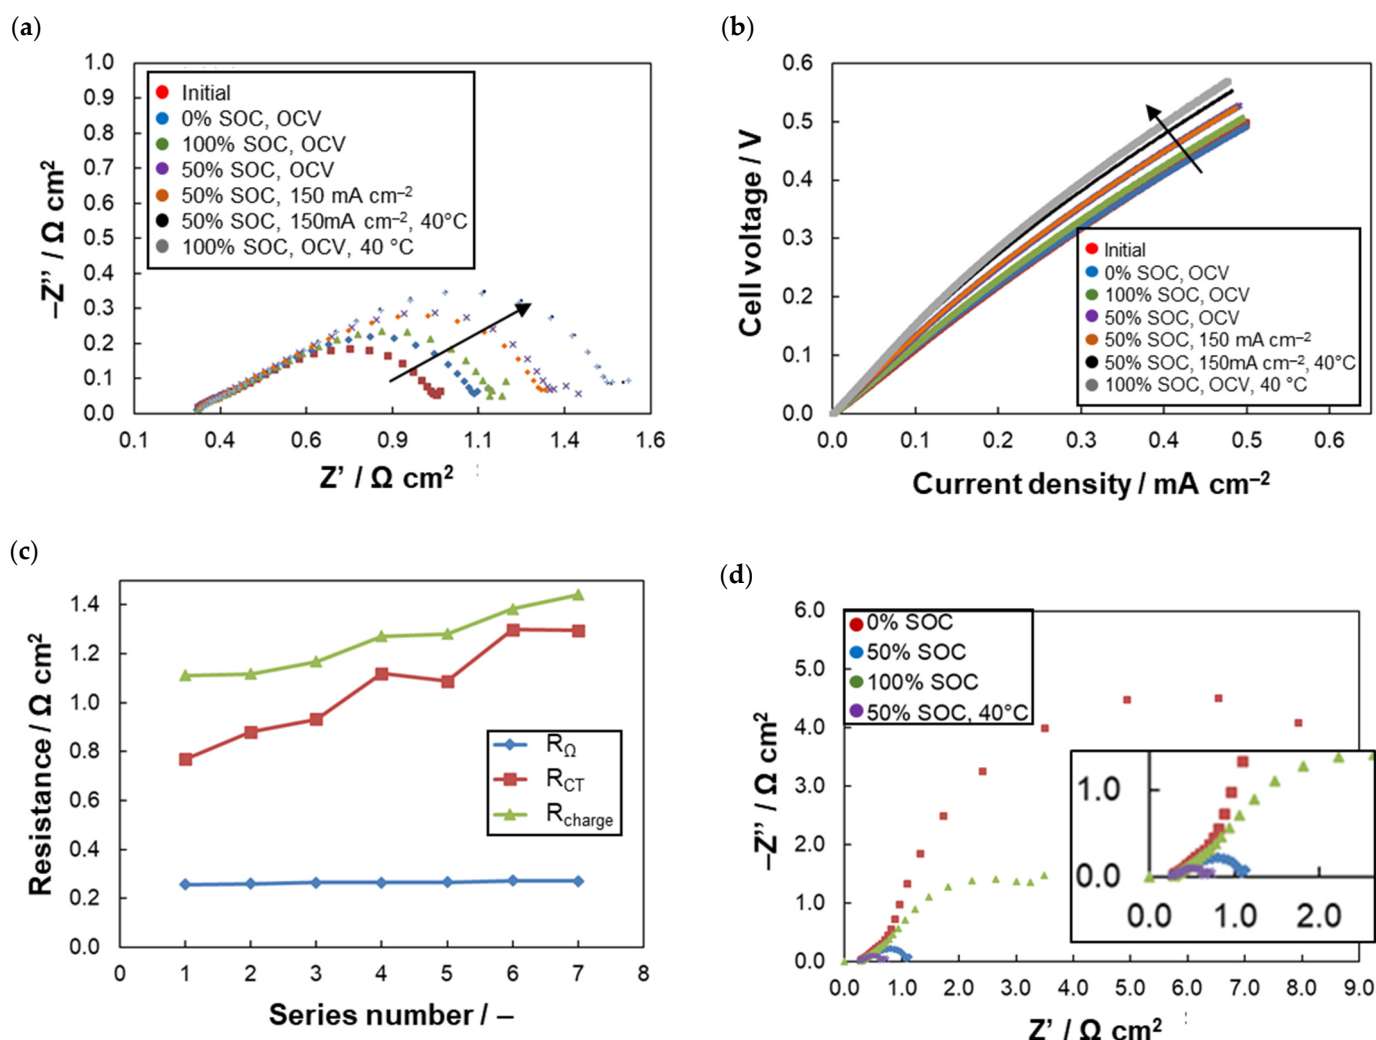 (a)
1.0
0.9
0.8
0.7
0.6
0.5
0.4
0.3
0.2
0.1
0.0
–Z” / Ω cm²
Initial
0% SOC, OCV
100% SOC, OCV
50% SOC, OCV
50% SOC, 150 mA cm⁻²
50% SOC, 150mA cm⁻², 40°C
100% SOC, OCV, 40 °C
0.1 0.4 0.6 0.9 1.1 1.4 1.6
Z’ / Ω cm²
(b)
0.6
0.5
0.4
0.3
0.2
0.1
0.0
Cell voltage / V
Initial
0% SOC, OCV
100% SOC, OCV
50% SOC, OCV
50% SOC, 150 mA cm⁻²
50% SOC, 150mA cm⁻², 40°C
100% SOC, OCV, 40 °C
0.0 0.1 0.2 0.3 0.4 0.5 0.6
Current density / mA cm⁻²
(c)
1.4
1.2
1.0
0.8
0.6
0.4
0.2
0.0
Resistance / Ω cm²
R_Ω
R_CT
R_charge
0 1 2 3 4 5 6 7 8
Series number / –
(d)
6.0
5.0
4.0
3.0
2.0
1.0
0.0
–Z” / Ω cm²
0% SOC
50% SOC
100% SOC
50% SOC, 40°C
1.0
0.0
0.0 1.0 2.0
0.0 1.0 2.0 3.0 4.0 5.0 6.0 7.0 8.0 9.0
Z’ / Ω cm²